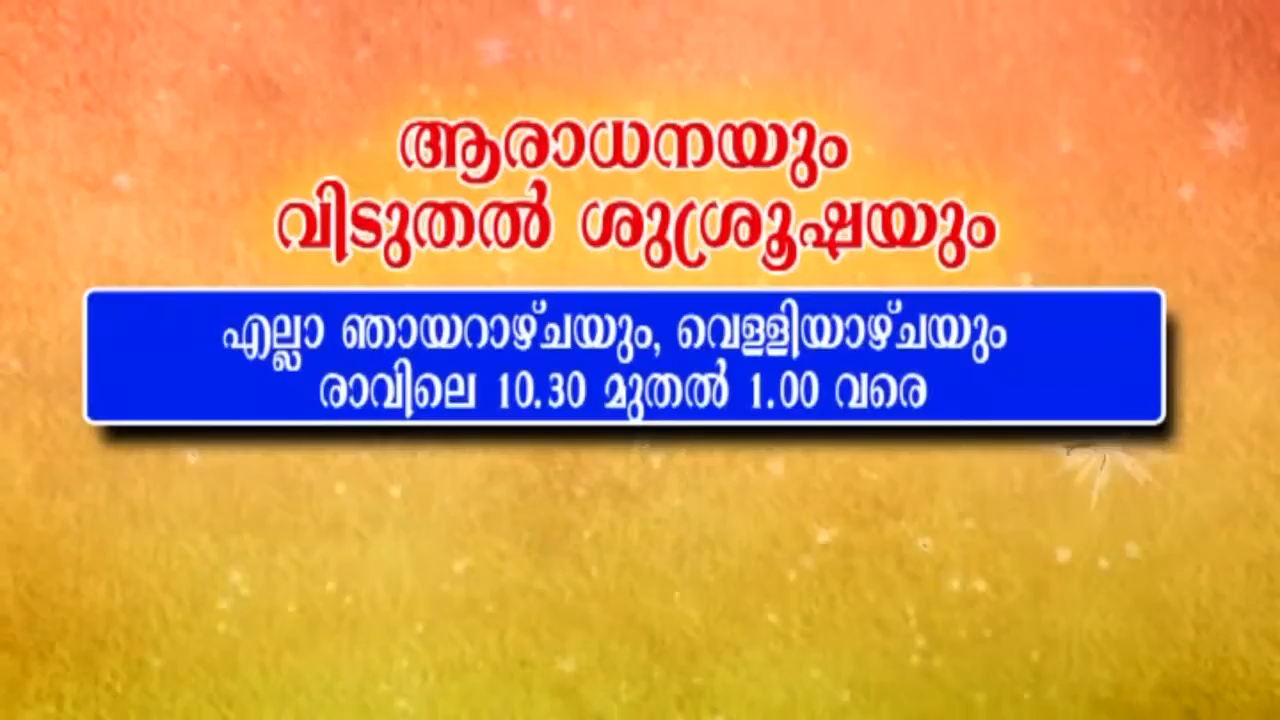 ആരാധനയും
വിടുതൽ ശുശ്രൂഷയും
എല്ലാ ഞായറാഴ്ചയും, വെള്ളിയാഴ്ചയും
രാവിലെ 10.30 മുതൽ 1.00 വരെ